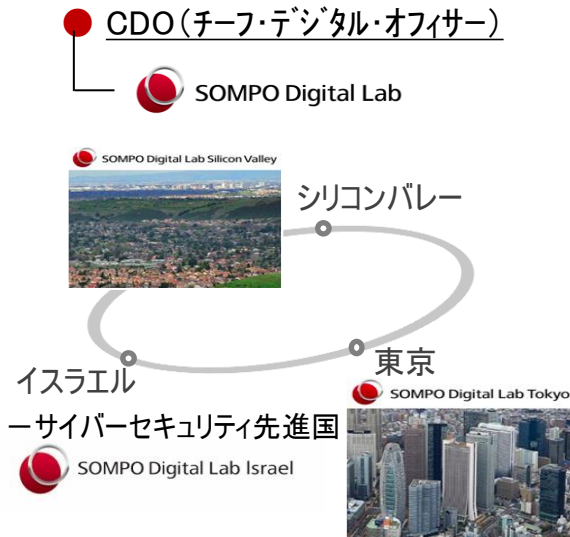 CDO（チーフ・デジタル・オフィサー）
SOMPO Digital Lab
SOMPO Digital Lab Silicon Valley
シリコンバレー
東京
イスラエル
SOMPO Digital Lab Tokyo
－サイバーセキュリティ先進国
SOMPO Digital Lab Israel